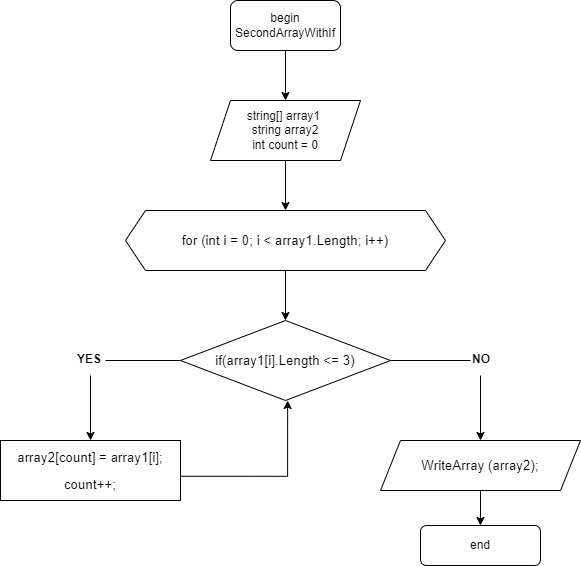 begin
SecondArrayWithIf
string[] array1
string array2
int count = 0
for (int i = 0; i < array1.Length; i++)
if(array1[i].Length <= 3)
YES
NO
array2[count] = array1[i];
count++;
WriteArray (array2);
end